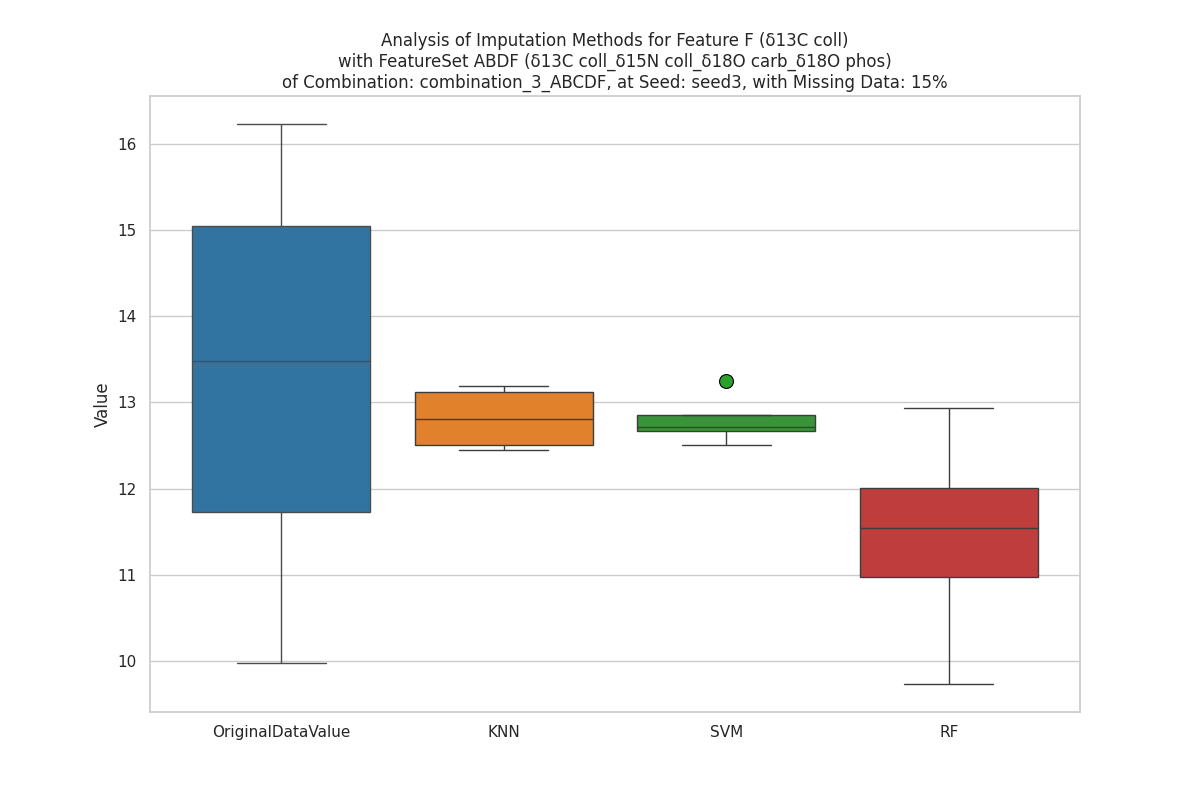 Analysis of Imputation Methods for Feature F (δ13C coll)
with FeatureSet ABDF (δ13C coll_δ15N coll_δ18O carb_δ18O phos)
of Combination: combination_3_ABCDF, at Seed: seed3, with Missing Data: 15%
16
15
14
13
12
11
10
Value
OriginalDataValue
KNN
SVM
RF